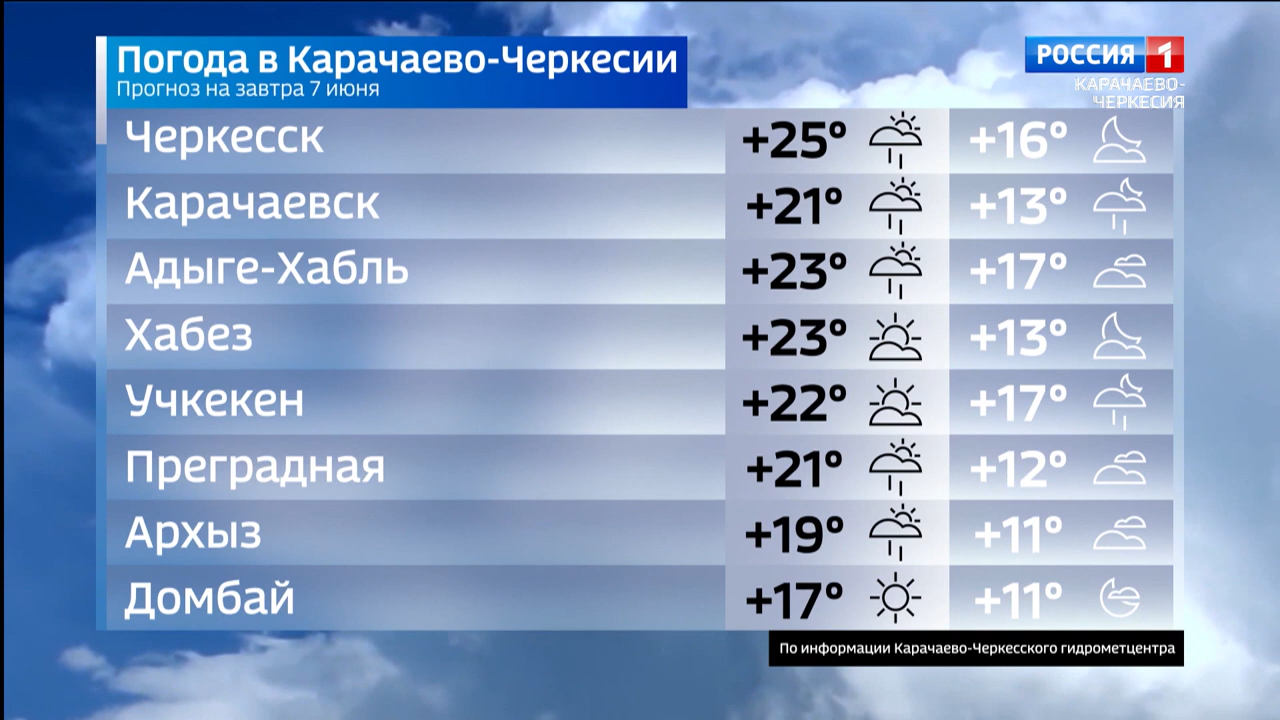 Погода в Карачаево-Черкесии
Прогноз на завтра 7 июня
РОССИЯ 1
КАРАЧАЕВО-
ЧЕРКЕСИЯ
Черкесск +25° +16°
Карачаевск +21° +13°
Адыге-Хабль +23° +17°
Хабез +23° +13°
Учкекен +22° +17°
Преградная +21° +12°
Архыз +19° +11°
Домбай +17° +11°
По информации Карачаево-Черкесского гидрометцентра